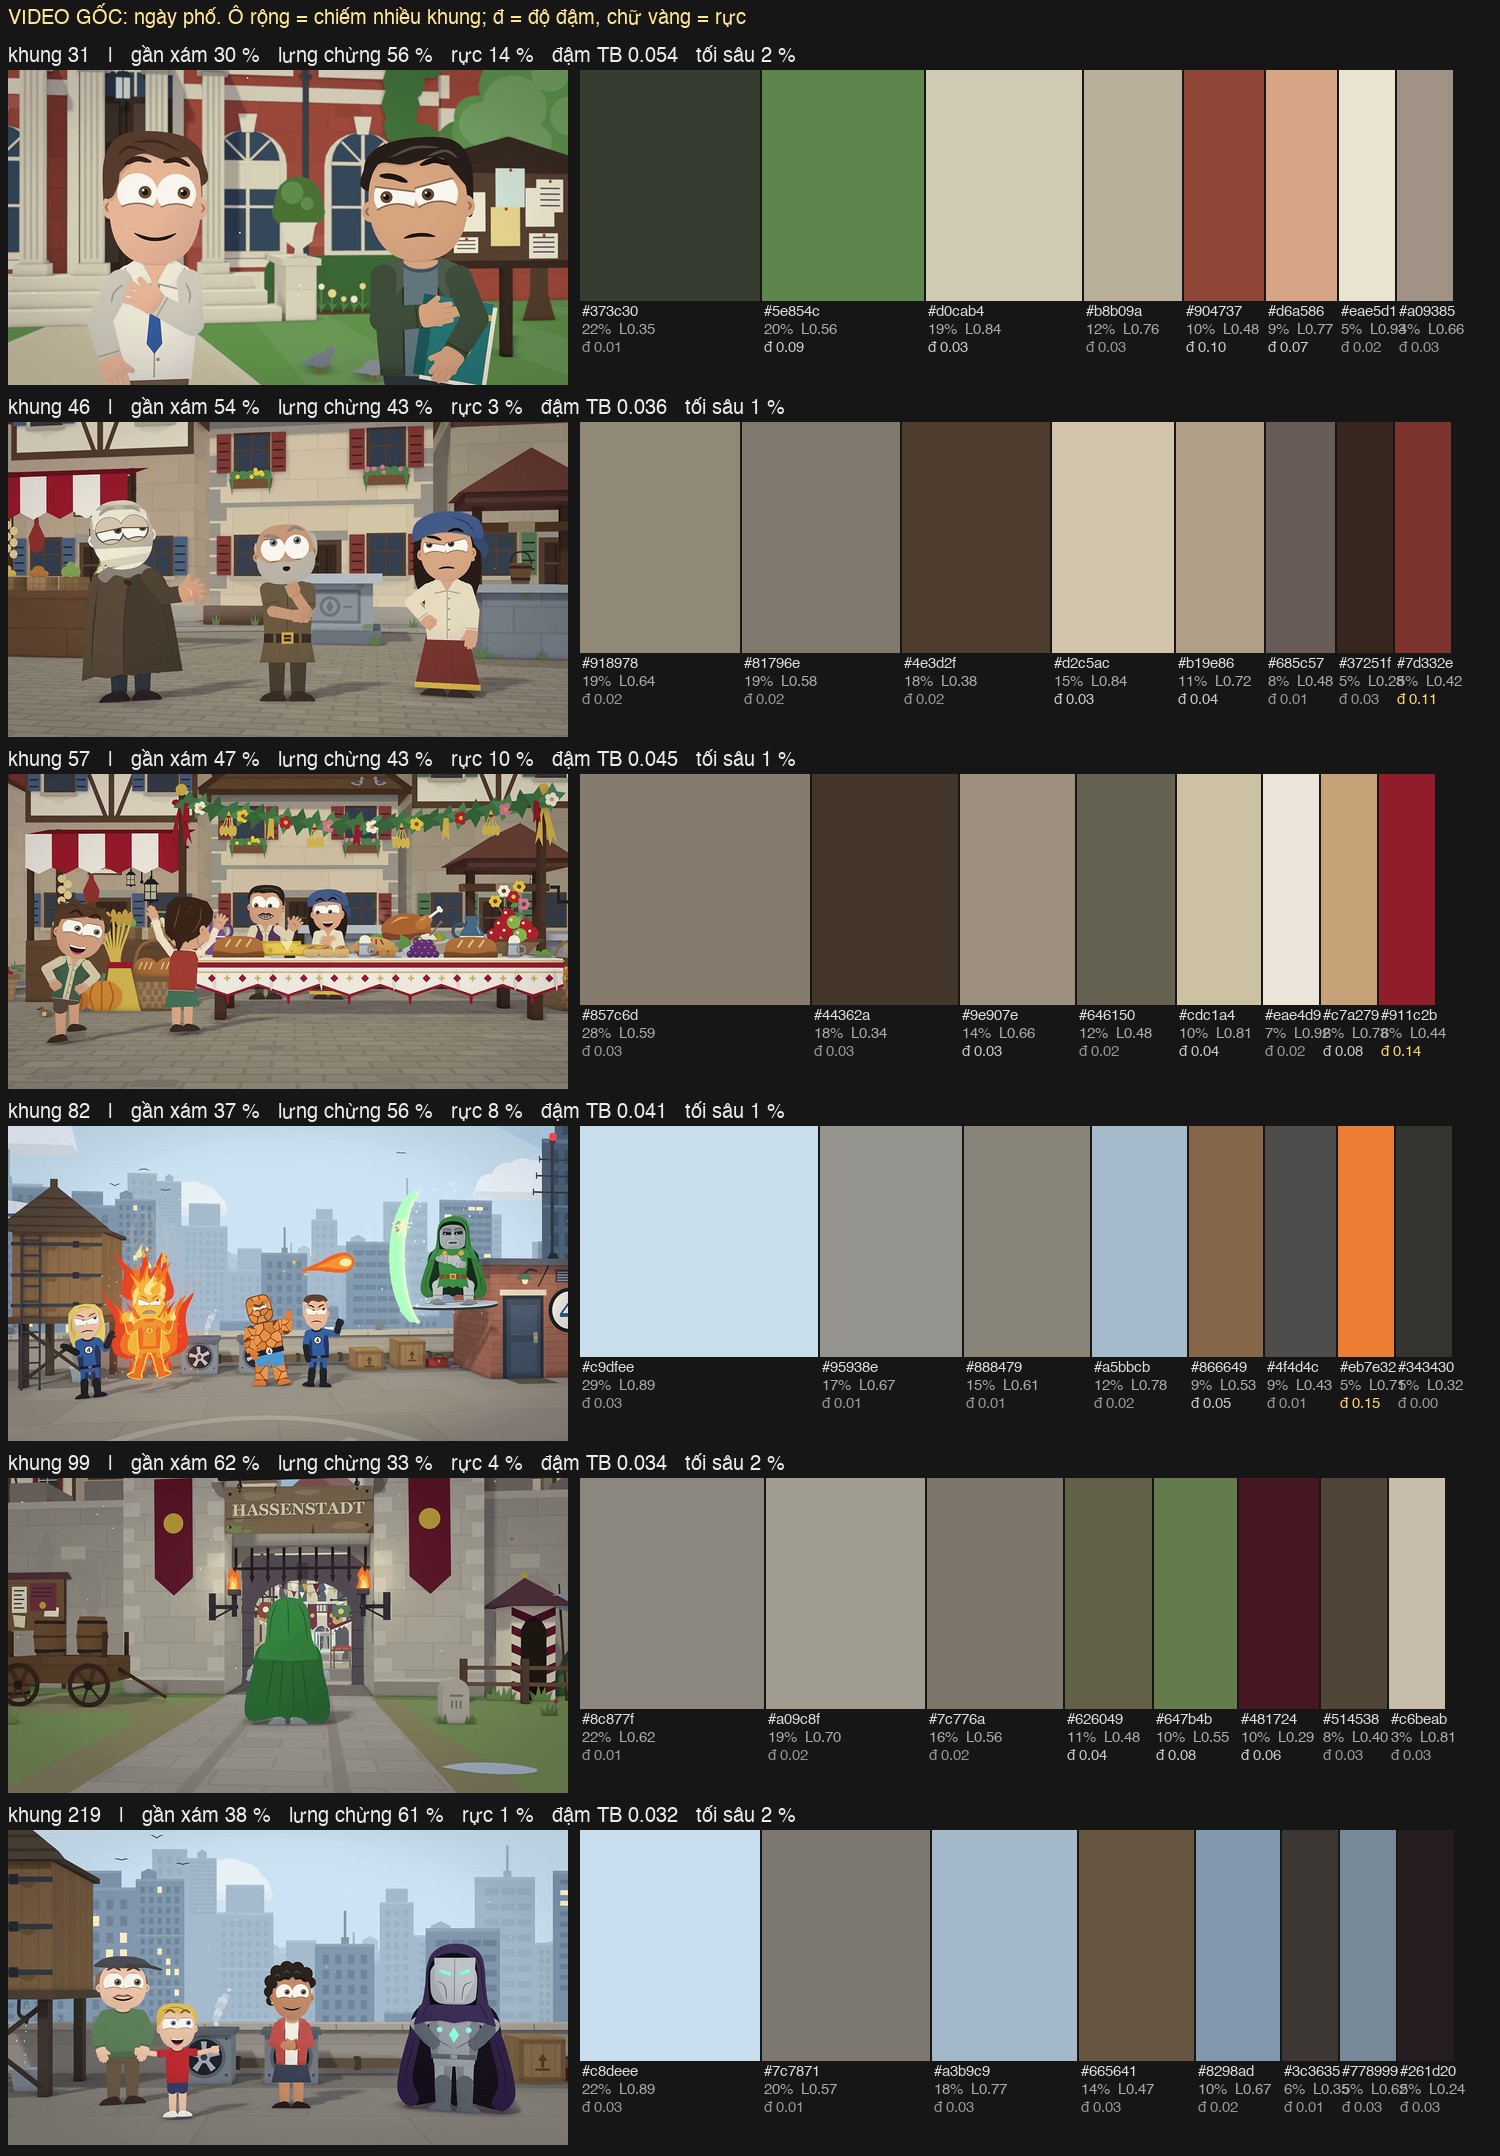 VIDEO GỐC: ngày phố. Ô rộng = chiếm nhiều khung; đ = độ đậm, chữ vàng = rực
khung 31 | gần xám 30 % lưng chừng 56 % rực 14 % đậm TB 0.054 tối sâu 2 %
#373c30 #5e854c #d0cab4 #b8b09a #904737 #d6a586 #eae5d1 #a09385
22% L0.35 20% L0.56 19% L0.84 12% L0.76 10% L0.48 9% L0.77 5% L0.93 4% L0.66
đ 0.01 đ 0.09 đ 0.03 đ 0.03 đ 0.10 đ 0.07 đ 0.02 đ 0.03
khung 46 | gần xám 54 % lưng chừng 43 % rực 3 % đậm TB 0.036 tối sâu 1 %
#918978 #81796e #4e3d2f #d2c5ac #b19e86 #685c57 #37251f #7d332e
19% L0.64 19% L0.58 18% L0.38 15% L0.84 11% L0.72 8% L0.48 5% L0.42
đ 0.02 đ 0.02 đ 0.02 đ 0.03 đ 0.04 đ 0.01 đ 0.03 đ 0.11
khung 57 | gần xám 47 % lưng chừng 43 % rực 10 % đậm TB 0.045 tối sâu 1 %
#857c6d #44362a #9e907e #646150 #cdc1a4 #eae4d9 #c7a279 #911c2b
28% L0.59 18% L0.34 14% L0.66 12% L0.48 10% L0.81 7% L0.44
đ 0.03 đ 0.03 đ 0.03 đ 0.02 đ 0.04 đ 0.02 đ 0.08 đ 0.14
khung 82 | gần xám 37 % lưng chừng 56 % rực 8 % đậm TB 0.041 tối sâu 1 %
4
#c9dfee #95938e #888479 #a5bbcb #866649 #4f4d4c #eb7e32 #343430
29% L0.89 17% L0.67 15% L0.61 12% L0.78 9% L0.53 9% L0.43 5% L0.32
đ 0.03 đ 0.01 đ 0.01 đ 0.02 đ 0.05 đ 0.01 đ 0.15 đ 0.00
khung 99 | gần xám 62 % lưng chừng 33 % rực 4 % đậm TB 0.034 tối sâu 2 %
HASSENSTADT
#8c877f #a09c8f #7c776a #626049 #647b4b #481724 #514538 #c6beab
22% L0.62 19% L0.70 16% L0.56 11% L0.48 10% L0.55 10% L0.29 8% L0.40 3% L0.81
đ 0.01 đ 0.02 đ 0.02 đ 0.04 đ 0.08 đ 0.06 đ 0.03 đ 0.03
khung 219 | gần xám 38 % lưng chừng 61 % rực 1 % đậm TB 0.032 tối sâu 2 %
#c8deee #7c7871 #a3b9c9 #665641 #8298ad #3c3635 #778999 #261d20
22% L0.89 20% L0.57 18% L0.77 14% L0.47 10% L0.67 6% L0.24
đ 0.03 đ 0.01 đ 0.03 đ 0.03 đ 0.02 đ 0.01 đ 0.03 đ 0.03